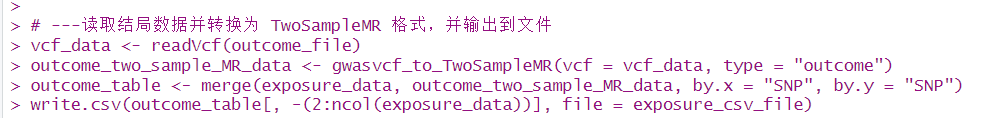 >
> # ---读取结局数据并转换为 TwoSampleMR 格式，并输出到文件
> vcf_data <- readVcf(outcome_file)
> outcome_two_sample_MR_data <- gwasvcf_to_TwoSampleMR(vcf = vcf_data, type = "outcome")
> outcome_table <- merge(exposure_data, outcome_two_sample_MR_data, by.x = "SNP", by.y = "SNP")
> write.csv(outcome_table[, -(2:ncol(exposure_data))], file = exposure_csv_file)